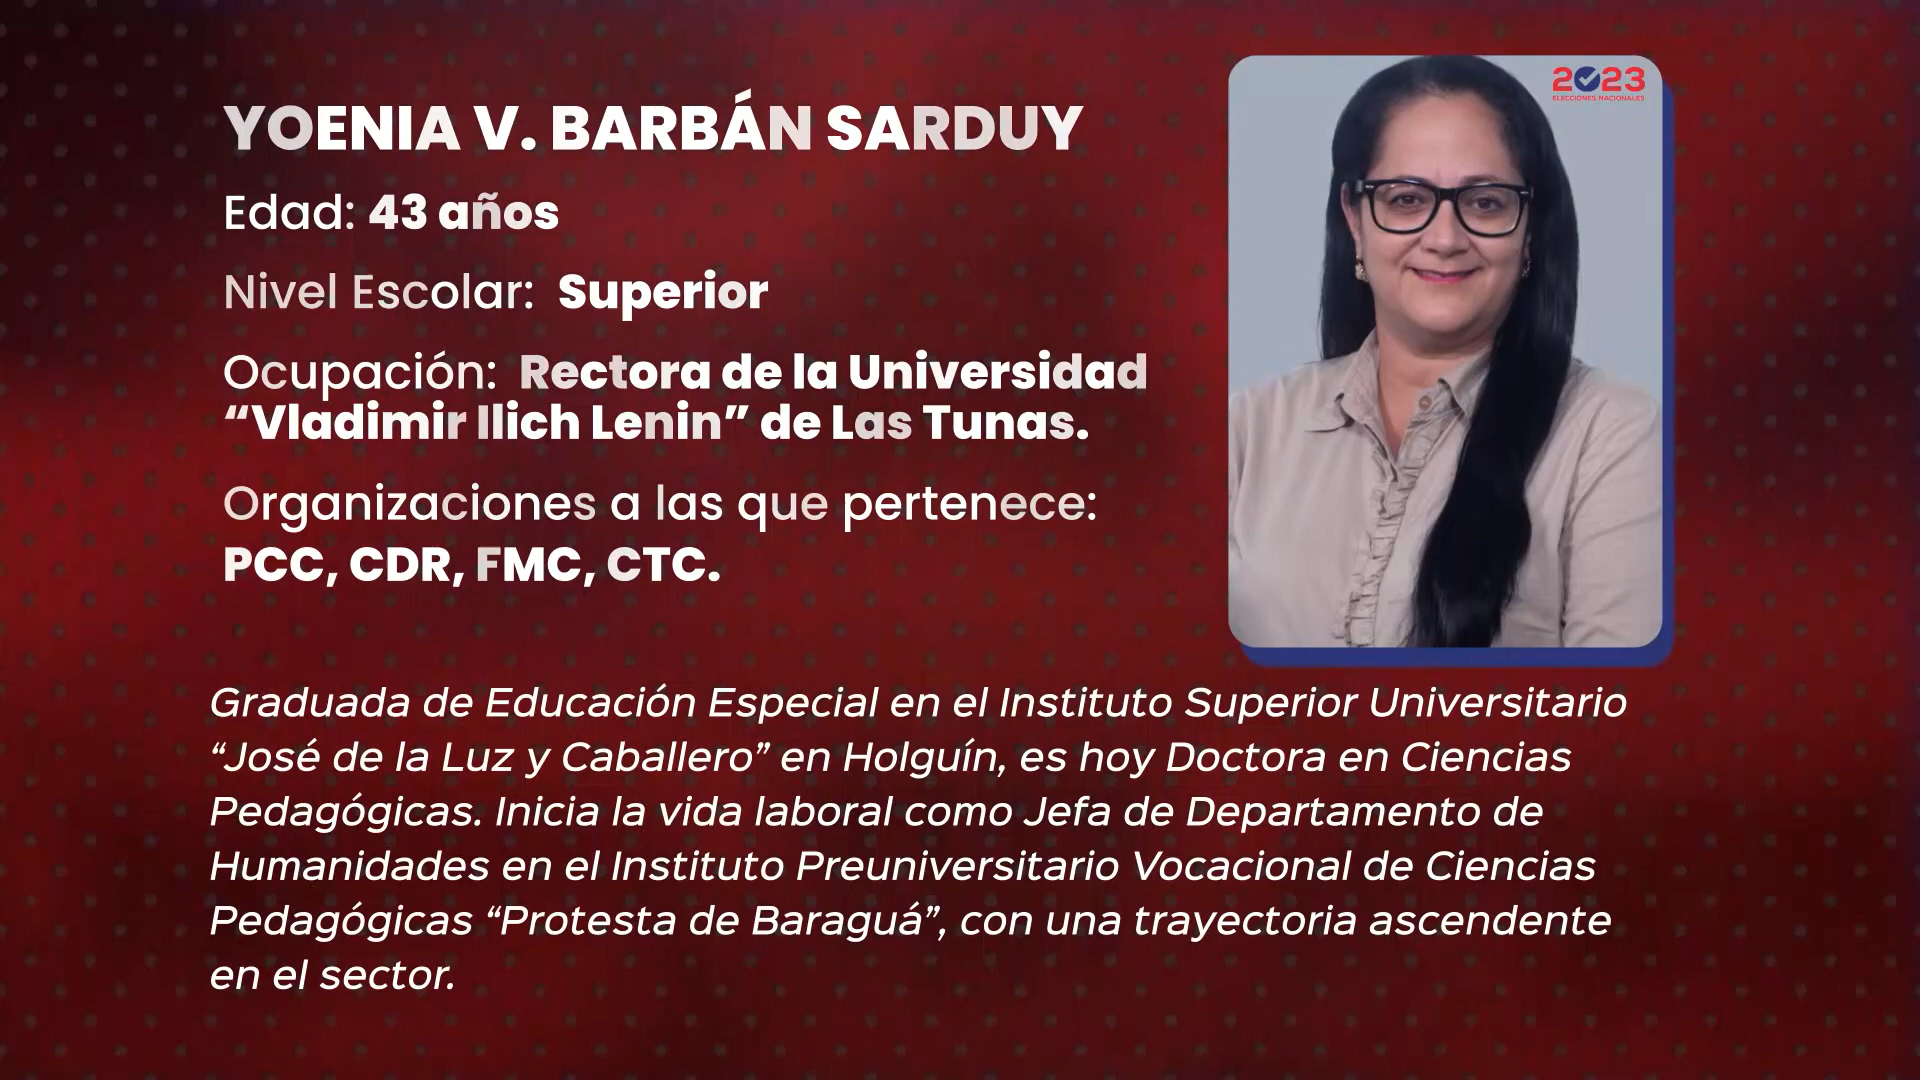 2023
ELECCIONES NACIONALES
YOENIA V. BARBÁN SARDUY
Edad: 43 años
Nivel Escolar: Superior
Ocupación: Rectora de la Universidad
“Vladimir Ilich Lenin” de Las Tunas.
Organizaciones a las que pertenece:
PCC, CDR, FMC, CTC.
Graduada de Educación Especial en el Instituto Superior Universitario
“José de la Luz y Caballero” en Holguín, es hoy Doctora en Ciencias
Pedagógicas. Inicia la vida laboral como Jefa de Departamento de
Humanidades en el Instituto Preuniversitario Vocacional de Ciencias
Pedagógicas “Protesta de Baraguá”, con una trayectoria ascendente
en el sector.